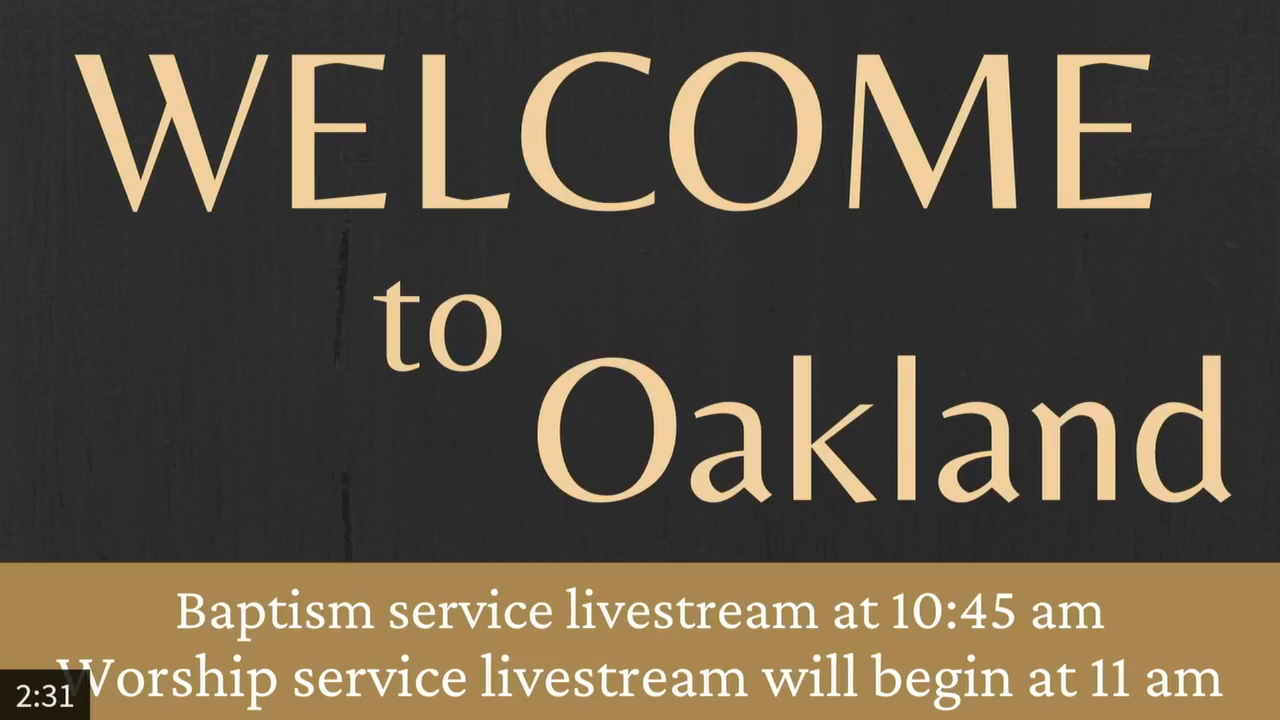 WELCOME
to
Oakland
Baptism service livestream at 10:45 am
Worship service livestream will begin at 11 am
2:31